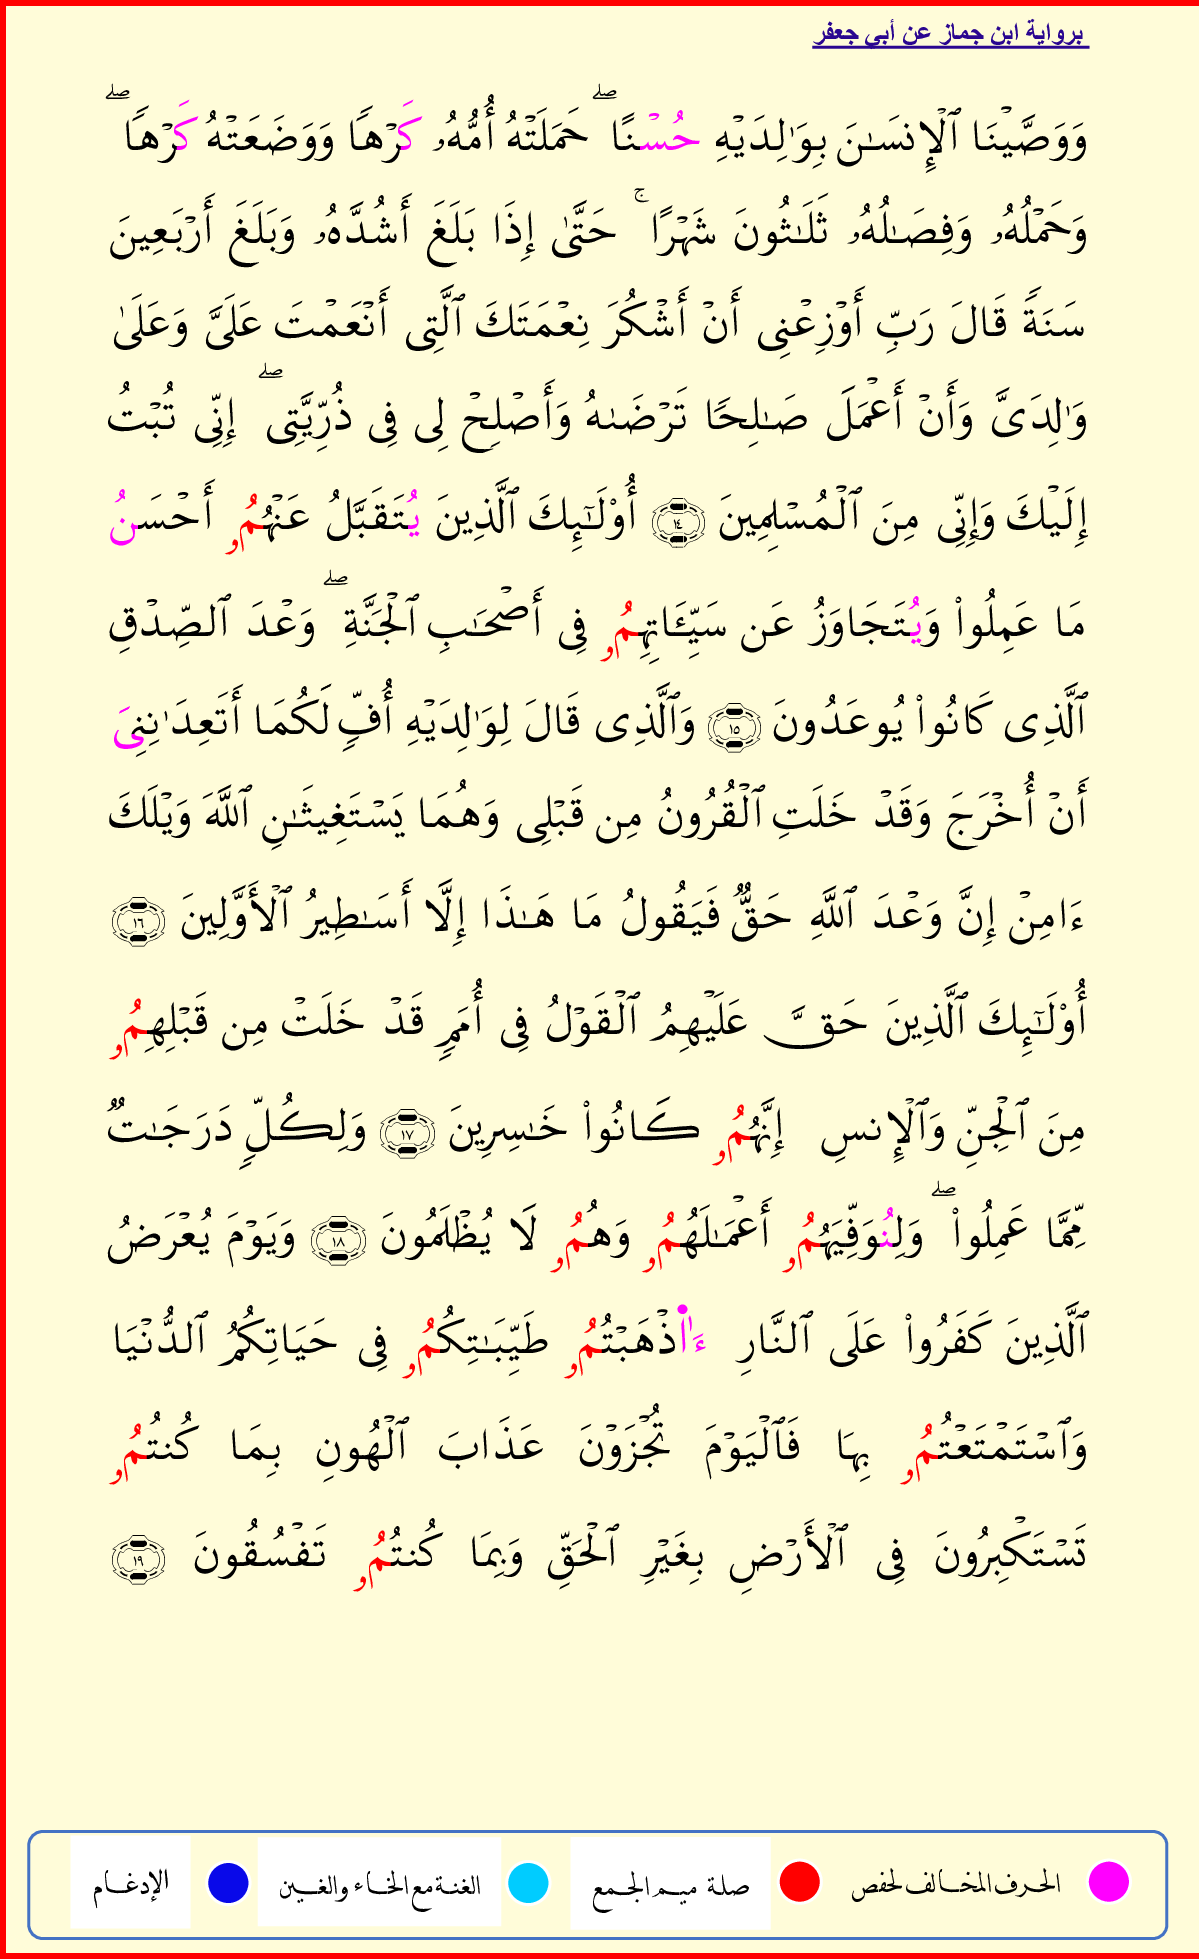 برواية ابن جماز عن أبي جعفر
وَوَصَّيْنَا ٱلْإِنسَـٰنَ بِوَٰلِدَيْهِ حُسْنًا ۖ حَمَلَتْهُ أُمُّهُۥ كَرْهًا وَوَضَعَتْهُ كَرْهًا ۖ
وَحَمْلُهُۥ وَفِصَـٰلُهُۥ ثَلَـٰثُونَ شَهْرًا ۚ حَتَّىٰ إِذَا بَلَغَ أَشُدَّهُۥ وَبَلَغَ أَرْبَعِينَ
سَنَةً قَالَ رَبِّ أَوْزِعْنِى أَنْ أَشْكُرَ نِعْمَتَكَ ٱلَّتِى أَنْعَمْتَ عَلَىَّ وَعَلَىٰ
وَٰلِدَىَّ وَأَنْ أَعْمَلَ صَـٰلِحًا تَرْضَىٰهُ وَأَصْلِحْ لِى فِى ذُرِّيَّتِى ۖ إِنِّى تُبْتُ
إِلَيْكَ وَإِنِّى مِنَ ٱلْمُسْلِمِينَ ١٤ أُوْلَـٰٓئِكَ ٱلَّذِينَ يُتَقَبَّلُ عَنْهُمُۥ أَحْسَنُ
مَا عَمِلُوا۟ وَيُتَجَاوَزُ عَن سَيِّـَٔاتِهِمُۥ فِى أَصْحَـٰبِ ٱلْجَنَّةِ ۖ وَعْدَ ٱلصِّدْقِ
ٱلَّذِى كَانُوا۟ يُوعَدُونَ ١٥ وَٱلَّذِى قَالَ لِوَٰلِدَيْهِ أُفٍّ لَكُمَا أَتَعِدَٰنِنِىَ
أَنْ أُخْرَجَ وَقَدْ خَلَتِ ٱلْقُرُونُ مِن قَبْلِى وَهُمَا يَسْتَغِيثَـٰنِ ٱللَّهَ وَيْلَكَ
ءَامِنْ إِنَّ وَعْدَ ٱللَّهِ حَقٌّ فَيَقُولُ مَا هَـٰذَا إِلَّا أَسَـٰطِيرُ ٱلْأَوَّلِينَ ١٦
أُوْلَـٰٓئِكَ ٱلَّذِينَ حَقَّ عَلَيْهِمُ ٱلْقَوْلُ فِى أُمَمٍ قَدْ خَلَتْ مِن قَبْلِهِمُۥ
مِنَ ٱلْجِنِّ وَٱلْإِنسِ إِنَّهُمُۥ كَانُوا۟ خَـٰسِرِينَ ١٧ وَلِكُلٍّ دَرَجَـٰتٌ
مِّمَّا عَمِلُوا۟ ۖ وَلِنُوَفِّيَهُمُۥ أَعْمَـٰلَهُمُۥ وَهُمُۥ لَا يُظْلَمُونَ ١٨ وَيَوْمَ يُعْرَضُ
ٱلَّذِينَ كَفَرُوا۟ عَلَى ٱلنَّارِ ءَا۬ذْهَبْتُمُۥ طَيِّبَـٰتِكُمُۥ فِى حَيَاتِكُمُ ٱلدُّنْيَا
وَٱسْتَمْتَعْتُمُۥ بِهَا فَٱلْيَوْمَ تُجْزَوْنَ عَذَابَ ٱلْهُونِ بِمَا كُنتُمُۥ
تَسْتَكْبِرُونَ فِى ٱلْأَرْضِ بِغَيْرِ ٱلْحَقِّ وَبِمَا كُنتُمُۥ تَفْسُقُونَ ١٩
الحرف المخالف لحفص صلة ميم الجمع الغنة مع الخاء والغين الإدغام